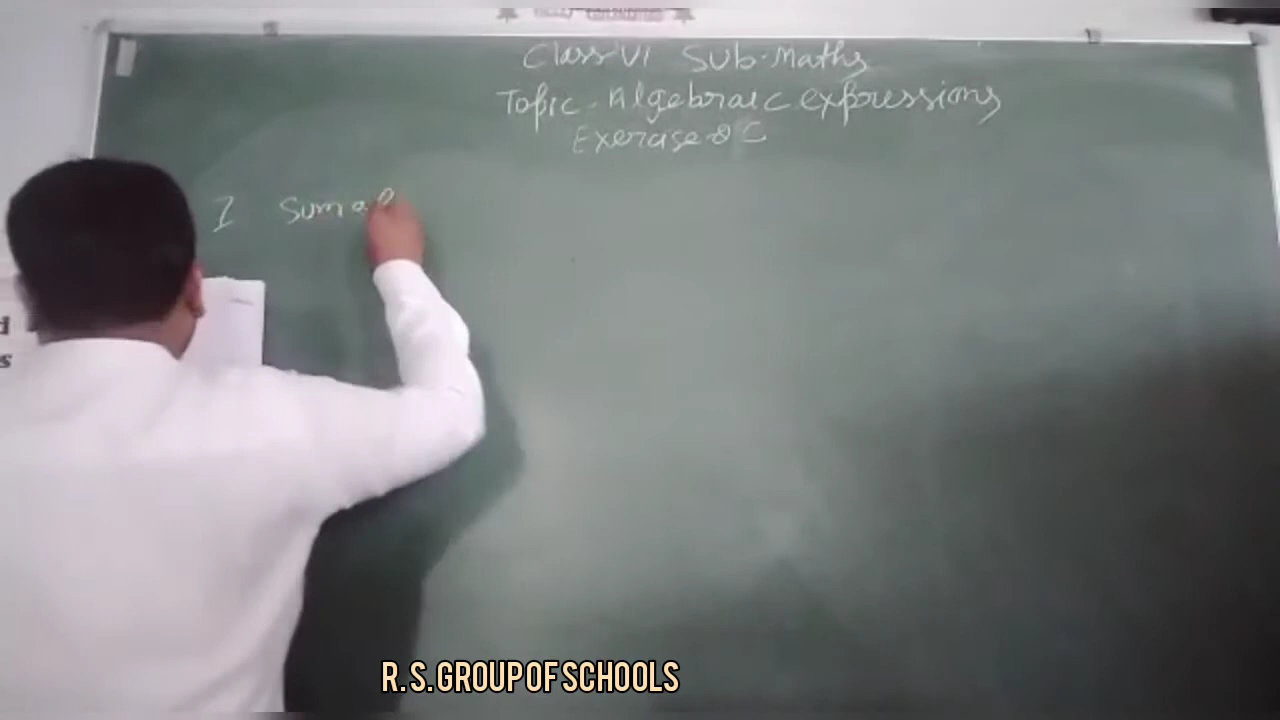 Class-VI Sub-Maths
Topic-Algebraic expressions
Exercise-8 C
I Sum of
d
s
R.S.GROUP OF SCHOOLS